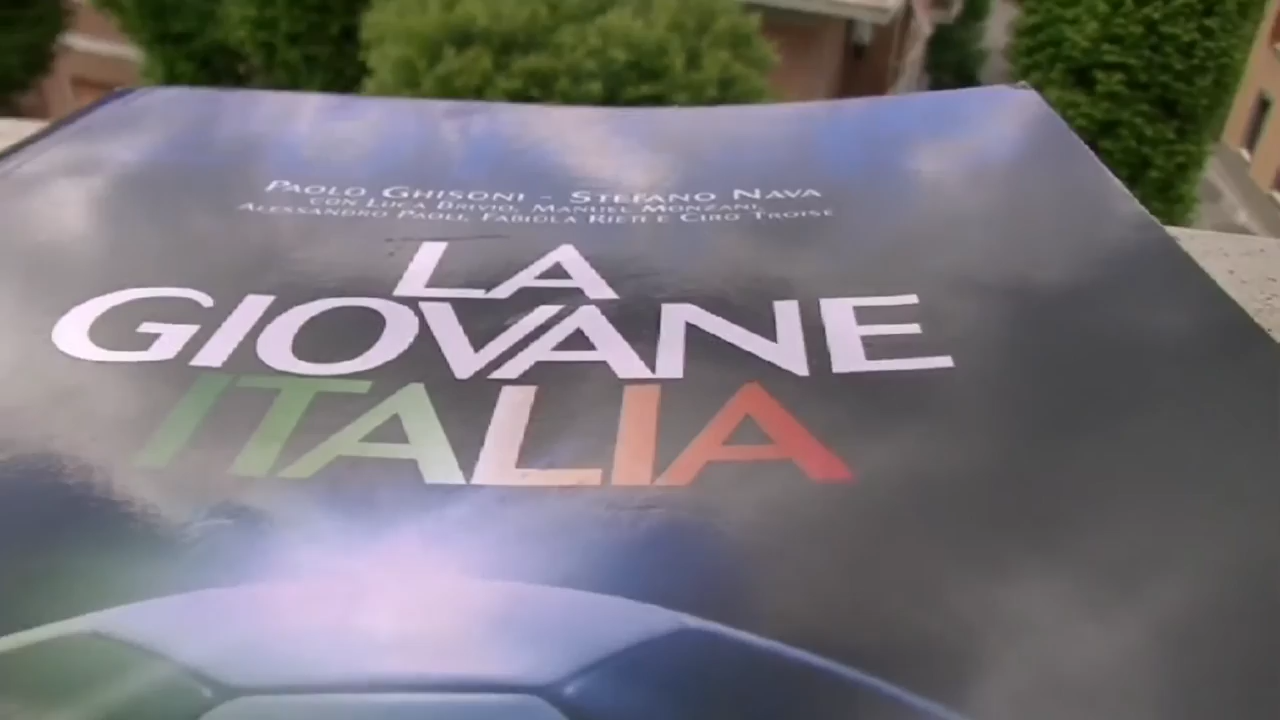 PAOLO GHISONI - STEFANO NAVA
CON LUCA BRIVIO, MANUEL MONZANI,
ALESSANDRO PAOLI, FABIOLA RIETI E CIRO TROISE
LA
GIOVANE
ITALIA